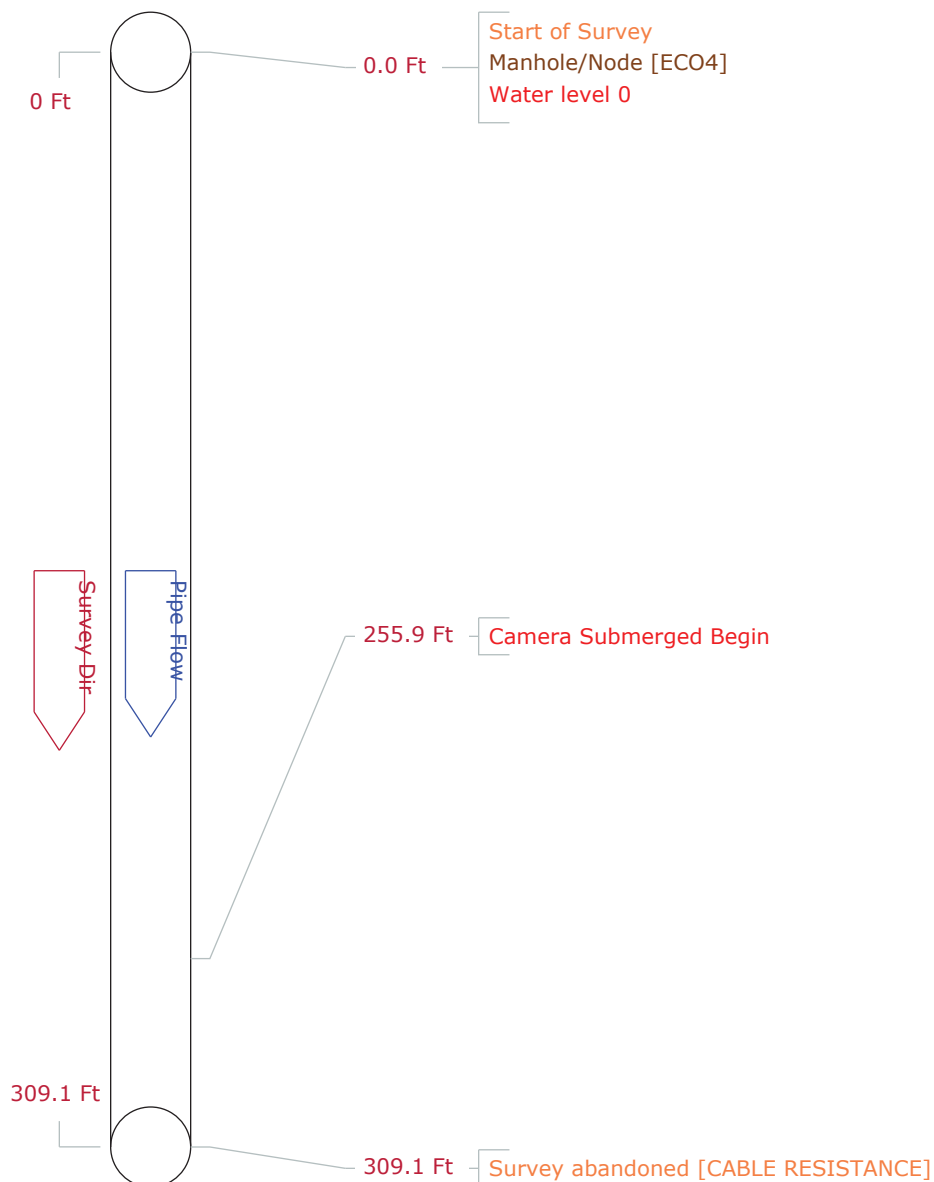 0 Ft
0.0 Ft
Start of Survey
Manhole/Node [ECO4]
Water level 0
Survey Dir
Pipe Flow
255.9 Ft
Camera Submerged Begin
309.1 Ft
309.1 Ft
Survey abandoned [CABLE RESISTANCE]